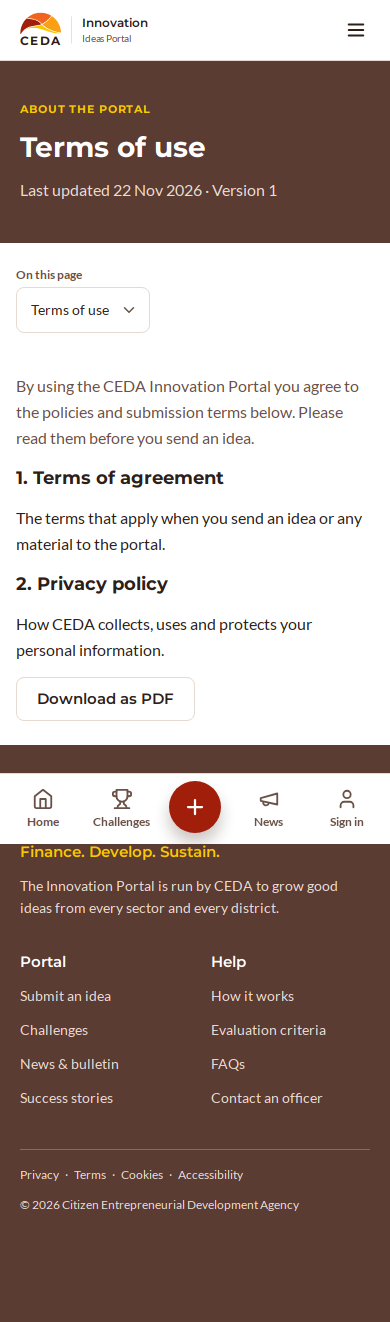 CEDA
Innovation
Ideas Portal
ABOUT THE PORTAL
Terms of use
Last updated 22 Nov 2026 · Version 1
On this page
Terms of use
By using the CEDA Innovation Portal you agree to
the policies and submission terms below. Please
read them before you send an idea.
1. Terms of agreement
The terms that apply when you send an idea or any
material to the portal.
2. Privacy policy
How CEDA collects, uses and protects your
personal information.
Download as PDF
Home
Challenges
News
Sign in
Finance. Develop. Sustain.
The Innovation Portal is run by CEDA to grow good
ideas from every sector and every district.
Portal
Help
Submit an idea
How it works
Challenges
Evaluation criteria
News & bulletin
FAQs
Success stories
Contact an officer
Privacy · Terms · Cookies · Accessibility
© 2026 Citizen Entrepreneurial Development Agency